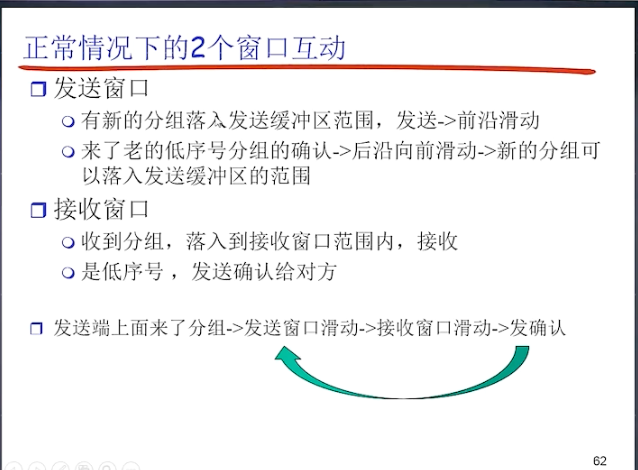 正常情况下的2个窗口互动
发送窗口
有新的分组落入发送缓冲区范围，发送->前沿滑动
来了老的低序号分组的确认->后沿向前滑动->新的分组可
以落入发送缓冲区的范围
接收窗口
收到分组，落入到接收窗口范围内，接收
是低序号，发送确认给对方
发送端上面来了分组->发送窗口滑动->接收窗口滑动->发确认
62